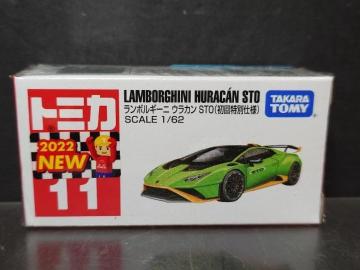 トミカ
2022
NEW
11
LAMBORGHINI HURACÁN STO
ランボルギーニ ウラカン STO(初回特別仕様)
SCALE 1/62
TAKARA
TOMY
STO